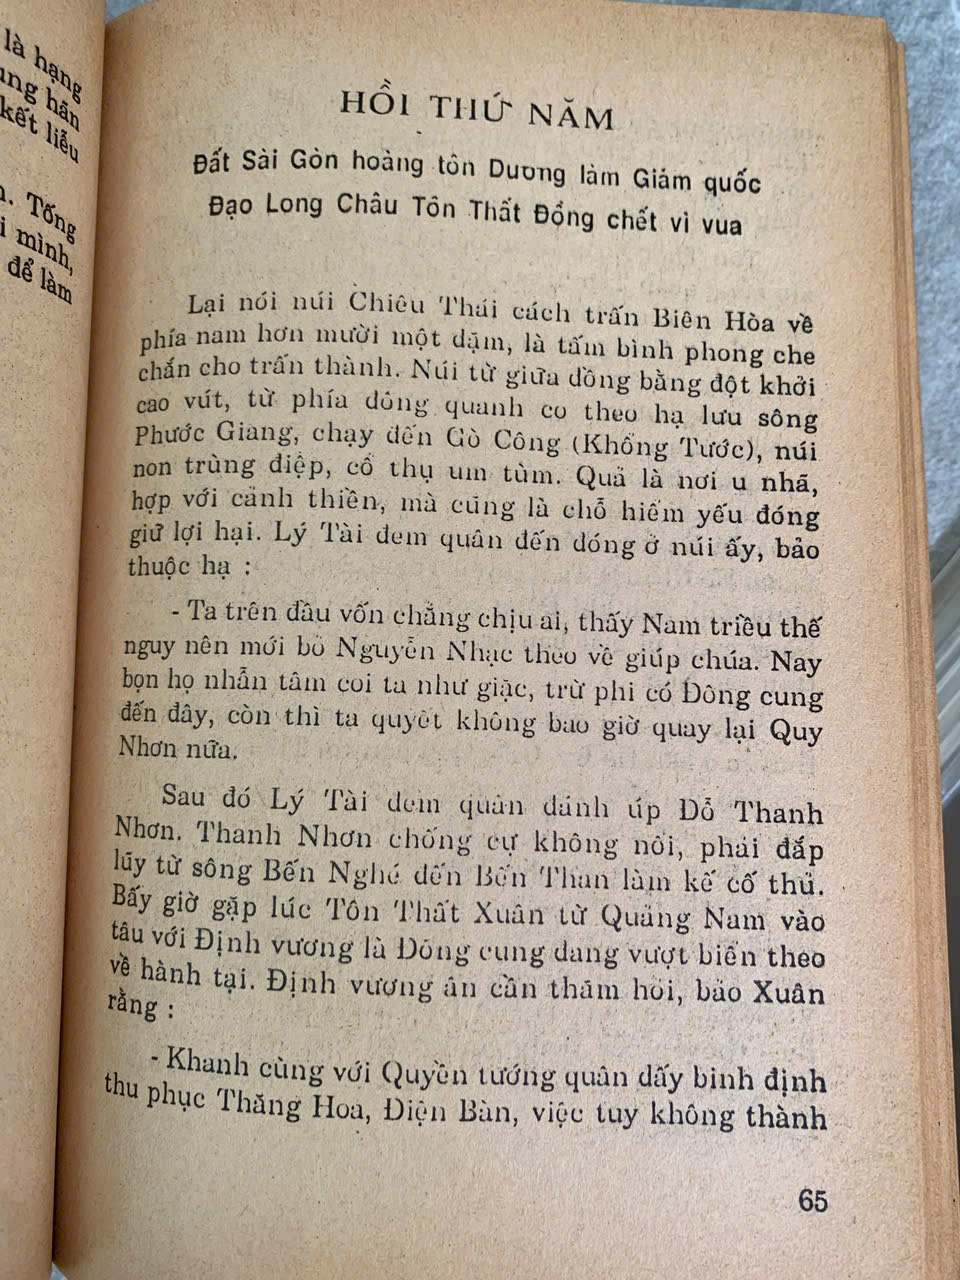 là hạng
ung hãn
kết liễu
n. Tống
i mình,
để làm
HỒI THỨ NĂM
Đất Sài Gòn hoàng tôn Dương làm Giám quốc
Đạo Long Châu Tôn Thất Đồng chết vì vua
Lại nói núi Chiêu Thái cách trấn Biên Hòa về
phía nam hơn mười một dặm, là tấm bình phong che
chắn cho trấn thành. Núi từ giữa đồng bằng đột khởi
cao vút, từ phía đông quanh co theo hạ lưu sông
Phước Giang, chạy đến Gò Công (Khổng Tước), núi
non trùng điệp, cổ thụ um tùm. Quả là nơi u nhã,
hợp với cảnh thiền, mà cũng là chỗ hiểm yếu đóng
giữ lợi hại. Lý Tài đem quân đến đóng ở núi ấy, bảo
thuộc hạ :
- Ta trên đầu vốn chẳng chịu ai, thấy Nam triều thế
nguy nên mới bỏ Nguyễn Nhạc theo về giúp chúa. Nay
bọn họ nhẫn tâm coi ta như giặc, trừ phi có Đông cung
đến đây, còn thì ta quyết không bao giờ quay lại Quy
Nhơn nữa.
Sau đó Lý Tài đem quân đánh úp Đỗ Thanh
Nhơn. Thanh Nhơn chống cự không nổi, phải đắp
lũy từ sông Bến Nghé đến Bến Than làm kế cố thủ.
Bấy giờ gặp lúc Tôn Thất Xuân từ Quảng Nam vào
tâu với Định vương là Đông cung đang vượt biển theo
về hành tại. Định vương ân cần thăm hỏi, bảo Xuân
rằng :
- Khanh cùng với Quyền tướng quân dấy binh định
thu phục Thăng Hoa, Điện Bàn, việc tuy không thành
65